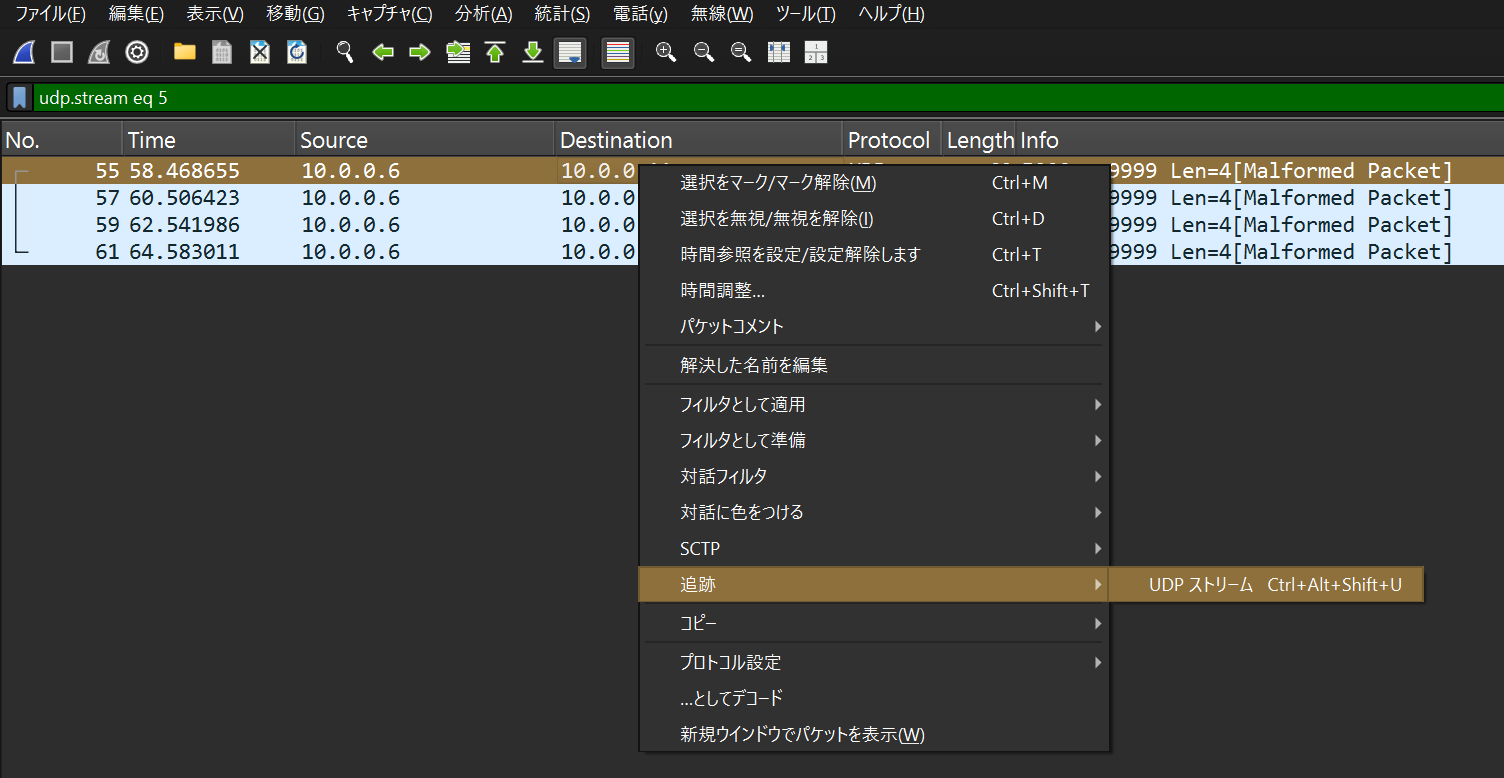 ファイル(F) 編集(E) 表示(V) 移動(G) キャプチャ(C) 分析(A) 統計(S) 電話(y) 無線(W) ツール(T) ヘルプ(H)
udp.stream eq 5
No. Time Source Destination Protocol Length Info
55 58.468655 10.0.0.6 10.0.0 9999 Len=4[Malformed Packet]
57 60.506423 10.0.0.6 10.0.0 9999 Len=4[Malformed Packet]
59 62.541986 10.0.0.6 10.0.0 9999 Len=4[Malformed Packet]
61 64.583011 10.0.0.6 10.0.0 9999 Len=4[Malformed Packet]
選択をマーク/マーク解除(M) Ctrl+M
選択を無視/無視を解除(I) Ctrl+D
時間参照を設定/設定解除します Ctrl+T
時間調整... Ctrl+Shift+T
パケットコメント
解決した名前を編集
フィルタとして適用
フィルタとして準備
対話フィルタ
対話に色をつける
SCTP
追跡 UDP ストリーム Ctrl+Alt+Shift+U
コピー
プロトコル設定
...としてデコード
新規ウインドウでパケットを表示(W)